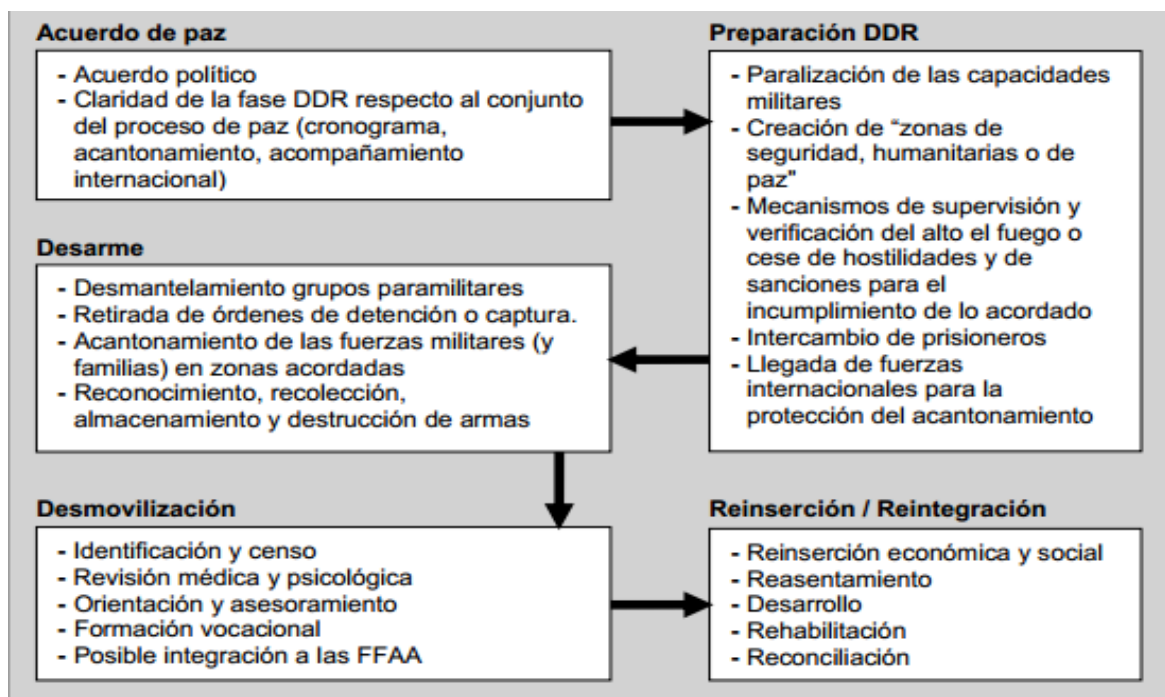 Acuerdo de paz
- Acuerdo político
- Claridad de la fase DDR respecto al conjunto
del proceso de paz (cronograma,
acantonamiento, acompañamiento
internacional)
Preparación DDR
- Paralización de las capacidades
militares
- Creación de “zonas de
seguridad, humanitarias o de
paz"
- Mecanismos de supervisión y
verificación del alto el fuego o
cese de hostilidades y de
sanciones para el
incumplimiento de lo acordado
- Intercambio de prisioneros
- Llegada de fuerzas
internacionales para la
protección del acantonamiento
Desarme
- Desmantelamiento grupos paramilitares
- Retirada de órdenes de detención o captura.
- Acantonamiento de las fuerzas militares (y
familias) en zonas acordadas
- Reconocimiento, recolección,
almacenamiento y destrucción de armas
Desmovilización
- Identificación y censo
- Revisión médica y psicológica
- Orientación y asesoramiento
- Formación vocacional
- Posible integración a las FFAA
Reinserción / Reintegración
- Reinserción económica y social
- Reasentamiento
- Desarrollo
- Rehabilitación
- Reconciliación